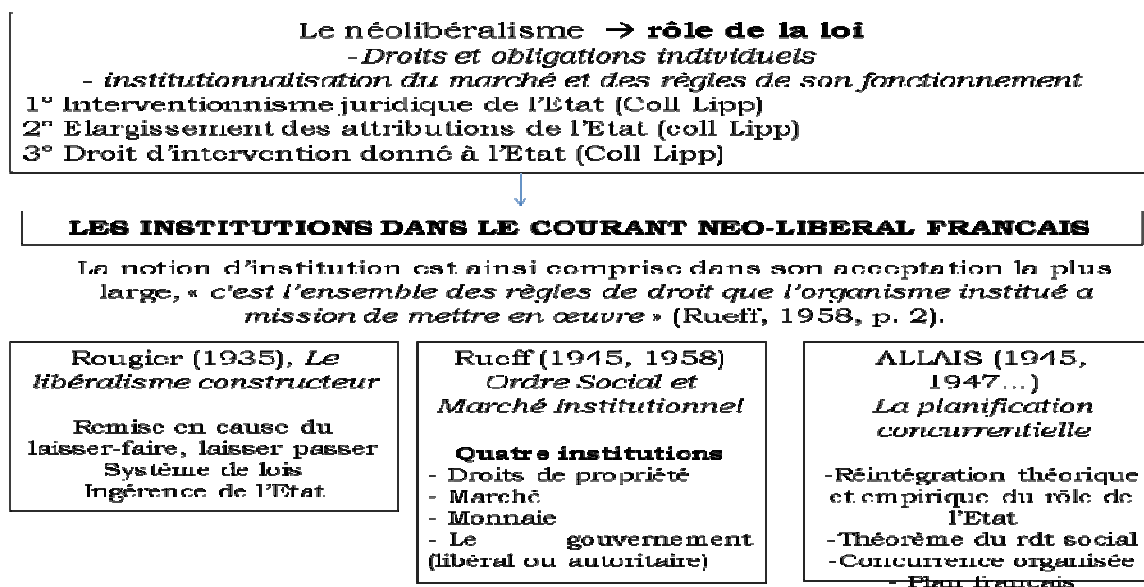 Le néolibéralisme → rôle de la loi
-Droits et obligations individuels
- institutionnalisation du marché et des règles de son fonctionnement
1° Interventionnisme juridique de l'Etat (Coll Lipp)
2° Elargissement des attributions de l'Etat (coll Lipp)
3° Droit d'intervention donné à l'Etat (Coll Lipp)
LES INSTITUTIONS DANS LE COURANT NEO-LIBERAL FRANCAIS
La notion d'institution est ainsi comprise dans son acceptation la plus
large, « c'est l'ensemble des règles de droit que l'organisme institué a
mission de mettre en œuvre » (Rueff, 1958, p. 2).
Rougier (1935), Le
libéralisme constructeur
Remise en cause du
laisser-faire, laisser passer
Système de lois
Ingérence de l'Etat
Rueff (1945, 1958)
Ordre Social et
Marché Institutionnel
Quatre institutions
- Droits de propriété
- Marché
- Monnaie
- Le gouvernement
(libéral ou autoritaire)
ALLAIS (1945,
1947...)
La planification
concurrentielle
-Réintégration théorique
et empirique du rôle de
l'Etat
-Théorème du rdt social
-Concurrence organisée
- Plan français